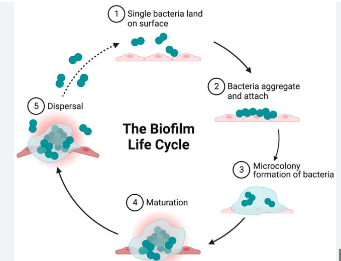 1 Single bacteria land
on surface
2 Bacteria aggregate
and attach
3 Microcolony
formation of bacteria
4 Maturation
5 Dispersal
The Biofilm
Life Cycle